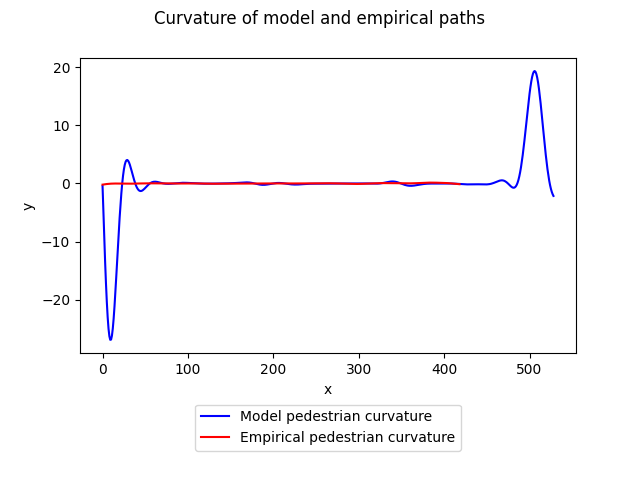 Curvature of model and empirical paths
20
10
0
−10
−20
y
0 100 200 300 400 500
x
Model pedestrian curvature
Empirical pedestrian curvature